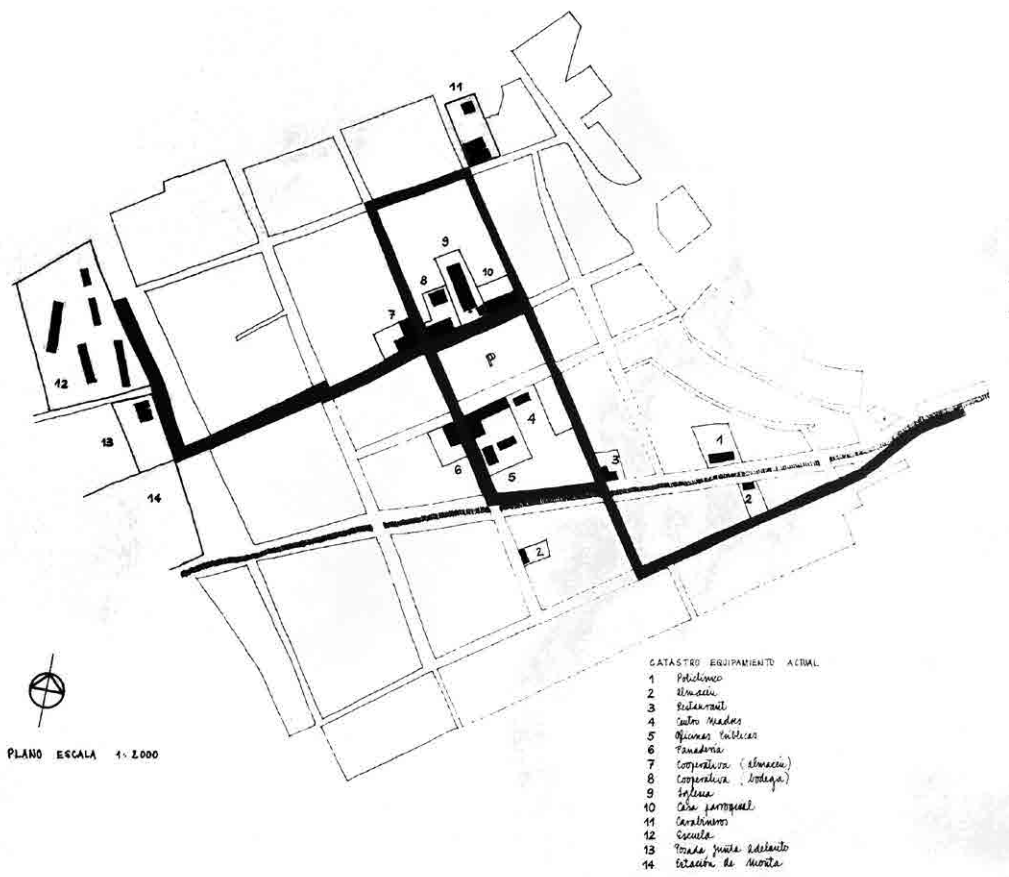 11
9
10
8
7
P
12
4
1
13
6
5
3
14
2
2
CATASTRO EQUIPAMIENTO ACTUAL
1 Policlinico
2 Almacén
3 Restaurant
4 Centro Madres
5 Oficinas Públicas
6 Panadería
7 Cooperativa (almacén)
8 Cooperativa (bodega)
9 Iglesia
10 Casa parroquial
11 Carabineros
12 Escuela
13 Posada Junta Adelanto
14 Estación de Monta
PLANO ESCALA 1:2000